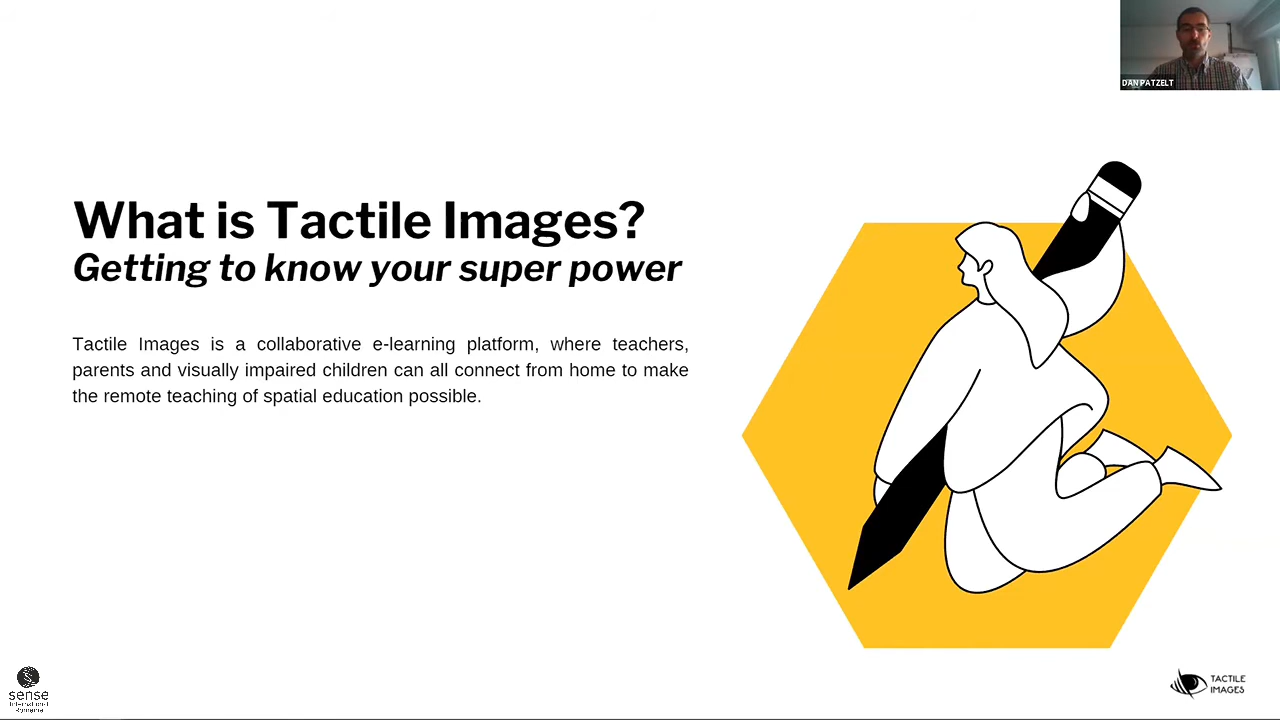 DAN PATZELT
What is Tactile Images?
Getting to know your super power
Tactile Images is a collaborative e-learning platform, where teachers,
parents and visually impaired children can all connect from home to make
the remote teaching of spatial education possible.
sense
International
Romania
TACTILE
IMAGES